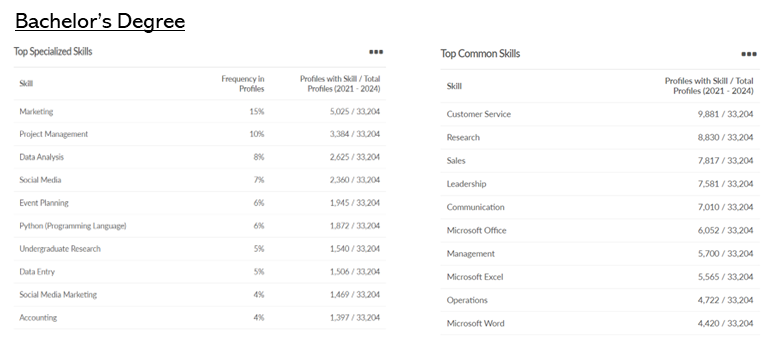 Bachelor's Degree
Top Specialized Skills
Skill Frequency in Profiles Profiles with Skill / Total Profiles (2021 - 2024)
Marketing 15% 5,025 / 33,204
Project Management 10% 3,384 / 33,204
Data Analysis 8% 2,625 / 33,204
Social Media 7% 2,360 / 33,204
Event Planning 6% 1,945 / 33,204
Python (Programming Language) 6% 1,872 / 33,204
Undergraduate Research 5% 1,540 / 33,204
Data Entry 5% 1,506 / 33,204
Social Media Marketing 4% 1,469 / 33,204
Accounting 4% 1,397 / 33,204
Top Common Skills
Skill Profiles with Skill / Total Profiles (2021 - 2024)
Customer Service 9,881 / 33,204
Research 8,830 / 33,204
Sales 7,817 / 33,204
Leadership 7,581 / 33,204
Communication 7,010 / 33,204
Microsoft Office 6,052 / 33,204
Management 5,700 / 33,204
Microsoft Excel 5,565 / 33,204
Operations 4,722 / 33,204
Microsoft Word 4,420 / 33,204